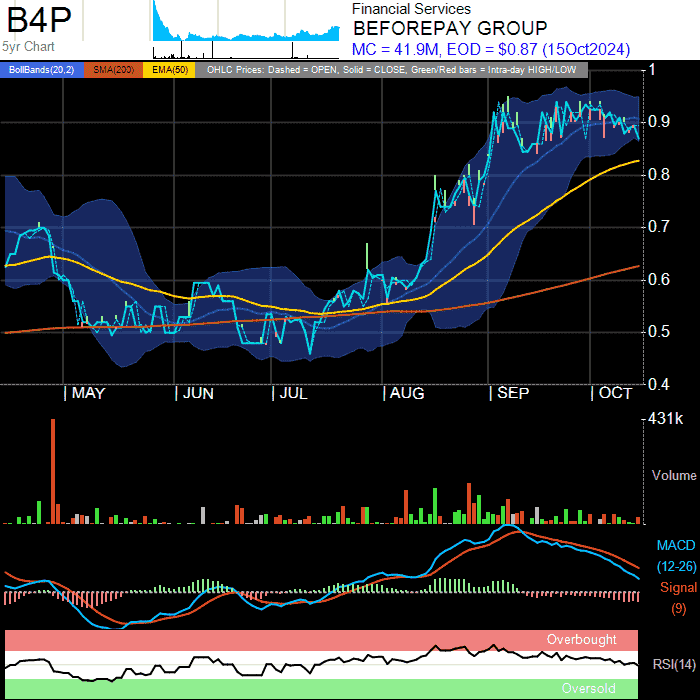 B4P
5yr Chart
Financial Services
BEFOREPAY GROUP
MC = 41.9M, EOD = $0.87 (15Oct2024)
BollBands(20,2) SMA(200) EMA(50) OHLC Prices: Dashed = OPEN, Solid = CLOSE, Green/Red bars = Intra-day HIGH/LOW
1
0.9
0.8
0.7
0.6
0.5
0.4
| MAY | JUN | JUL | AUG | SEP | OCT
431k
Volume
MACD
(12-26)
Signal
(9)
Overbought
RSI(14)
Oversold